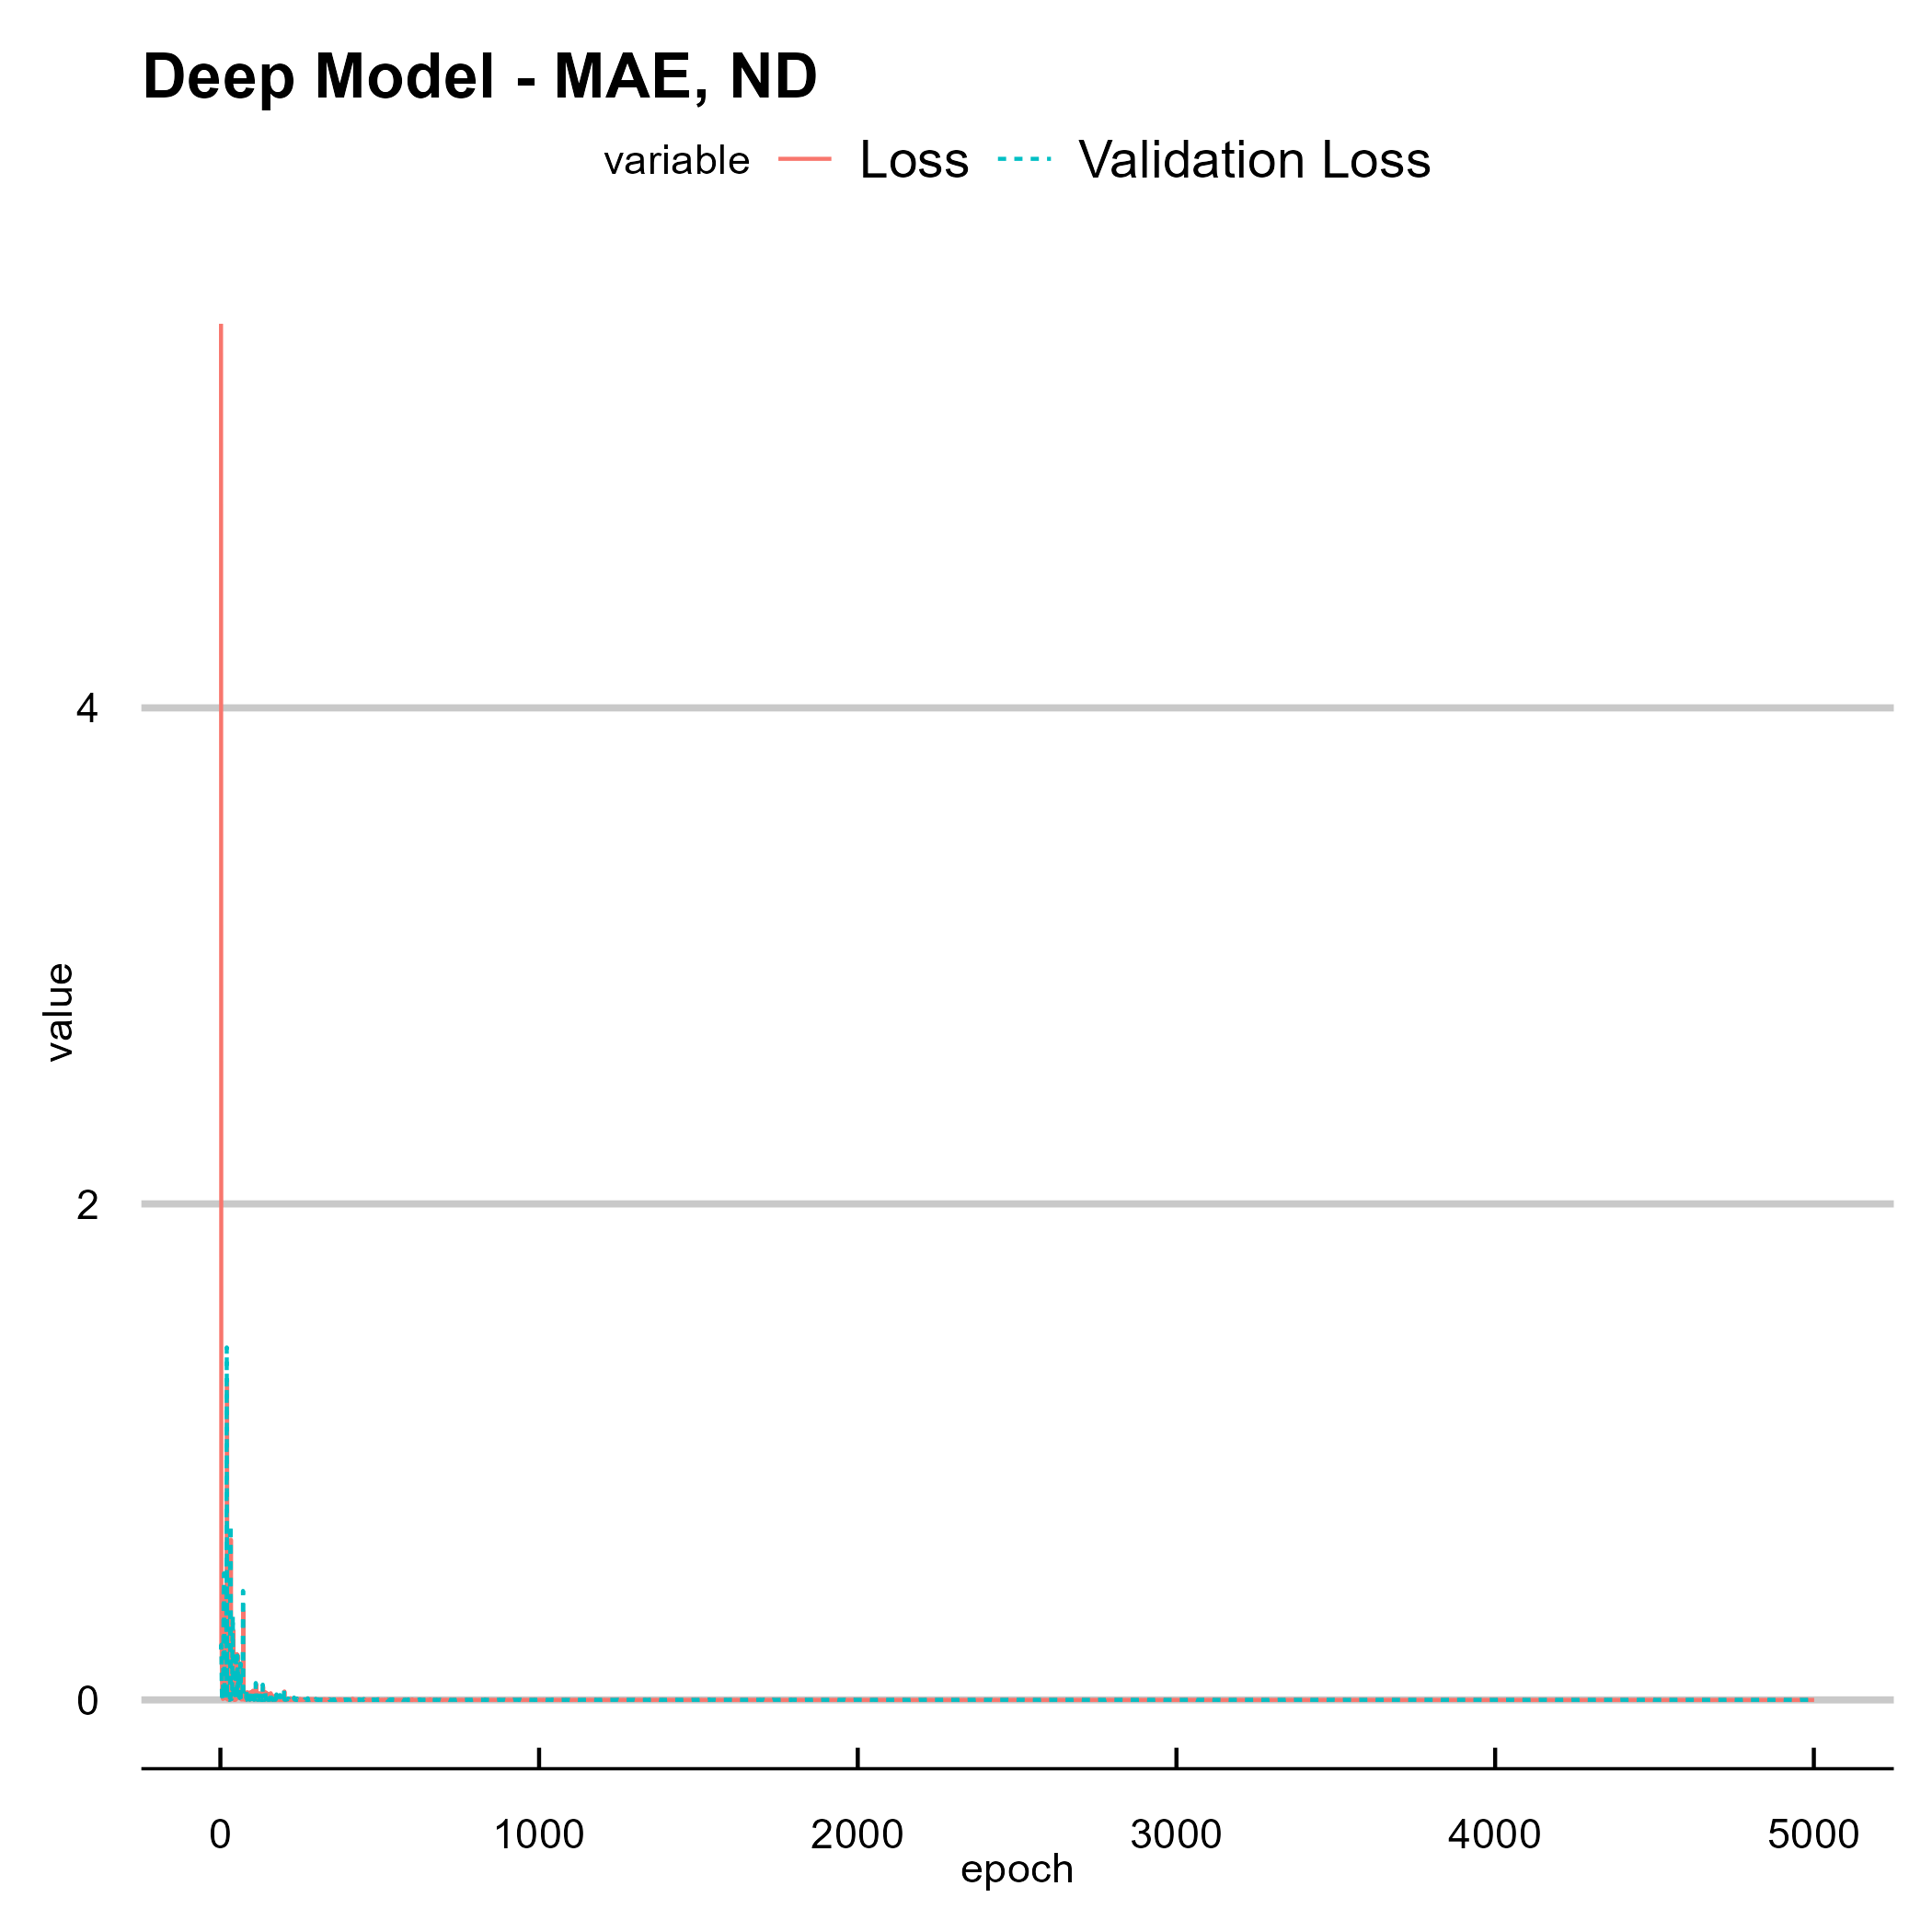 Deep Model - MAE, ND
variable Loss Validation Loss
4
2
0
value
0 1000 2000 3000 4000 5000
epoch